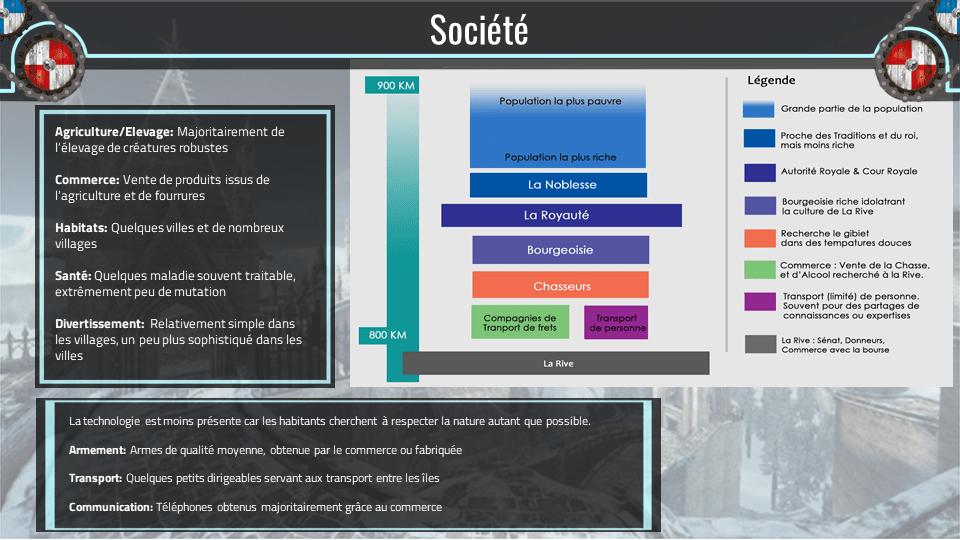 Société
Agriculture/Elevage: Majoritairement de
l'élevage de créatures robustes
Commerce: Vente de produits issus de
l'agriculture et de fourrures
Habitats: Quelques villes et de nombreux
villages
Santé: Quelques maladie souvent traitable,
extrêmement peu de mutation
Divertissement: Relativement simple dans
les villages, un peu plus sophistiqué dans les
villes
900 KM
800 KM
Population la plus pauvre
Population la plus riche
La Noblesse
La Royauté
Bourgeoisie
Chasseurs
Compagnies de
Tranport de frets
Transport
de personne
La Rive
Légende
Grande partie de la population
Proche des Traditions et du roi,
mais moins riche
Autorité Royale & Cour Royale
Bourgeoisie riche idolatrant
la culture de La Rive
Recherche le gibiet
dans des tempatures douces
Commerce : Vente de la Chasse,
et d'Alcool recherché à la Rive.
Transport (limité) de personne.
Souvent pour des partages de
connaissances ou expertises
La Rive : Sénat, Donneurs,
Commerce avec la bourse
La technologie est moins présente car les habitants cherchent à respecter la nature autant que possible.
Armement: Armes de qualité moyenne, obtenue par le commerce ou fabriquée
Transport: Quelques petits dirigeables servant aux transport entre les îles
Communication: Téléphones obtenus majoritairement grâce au commerce